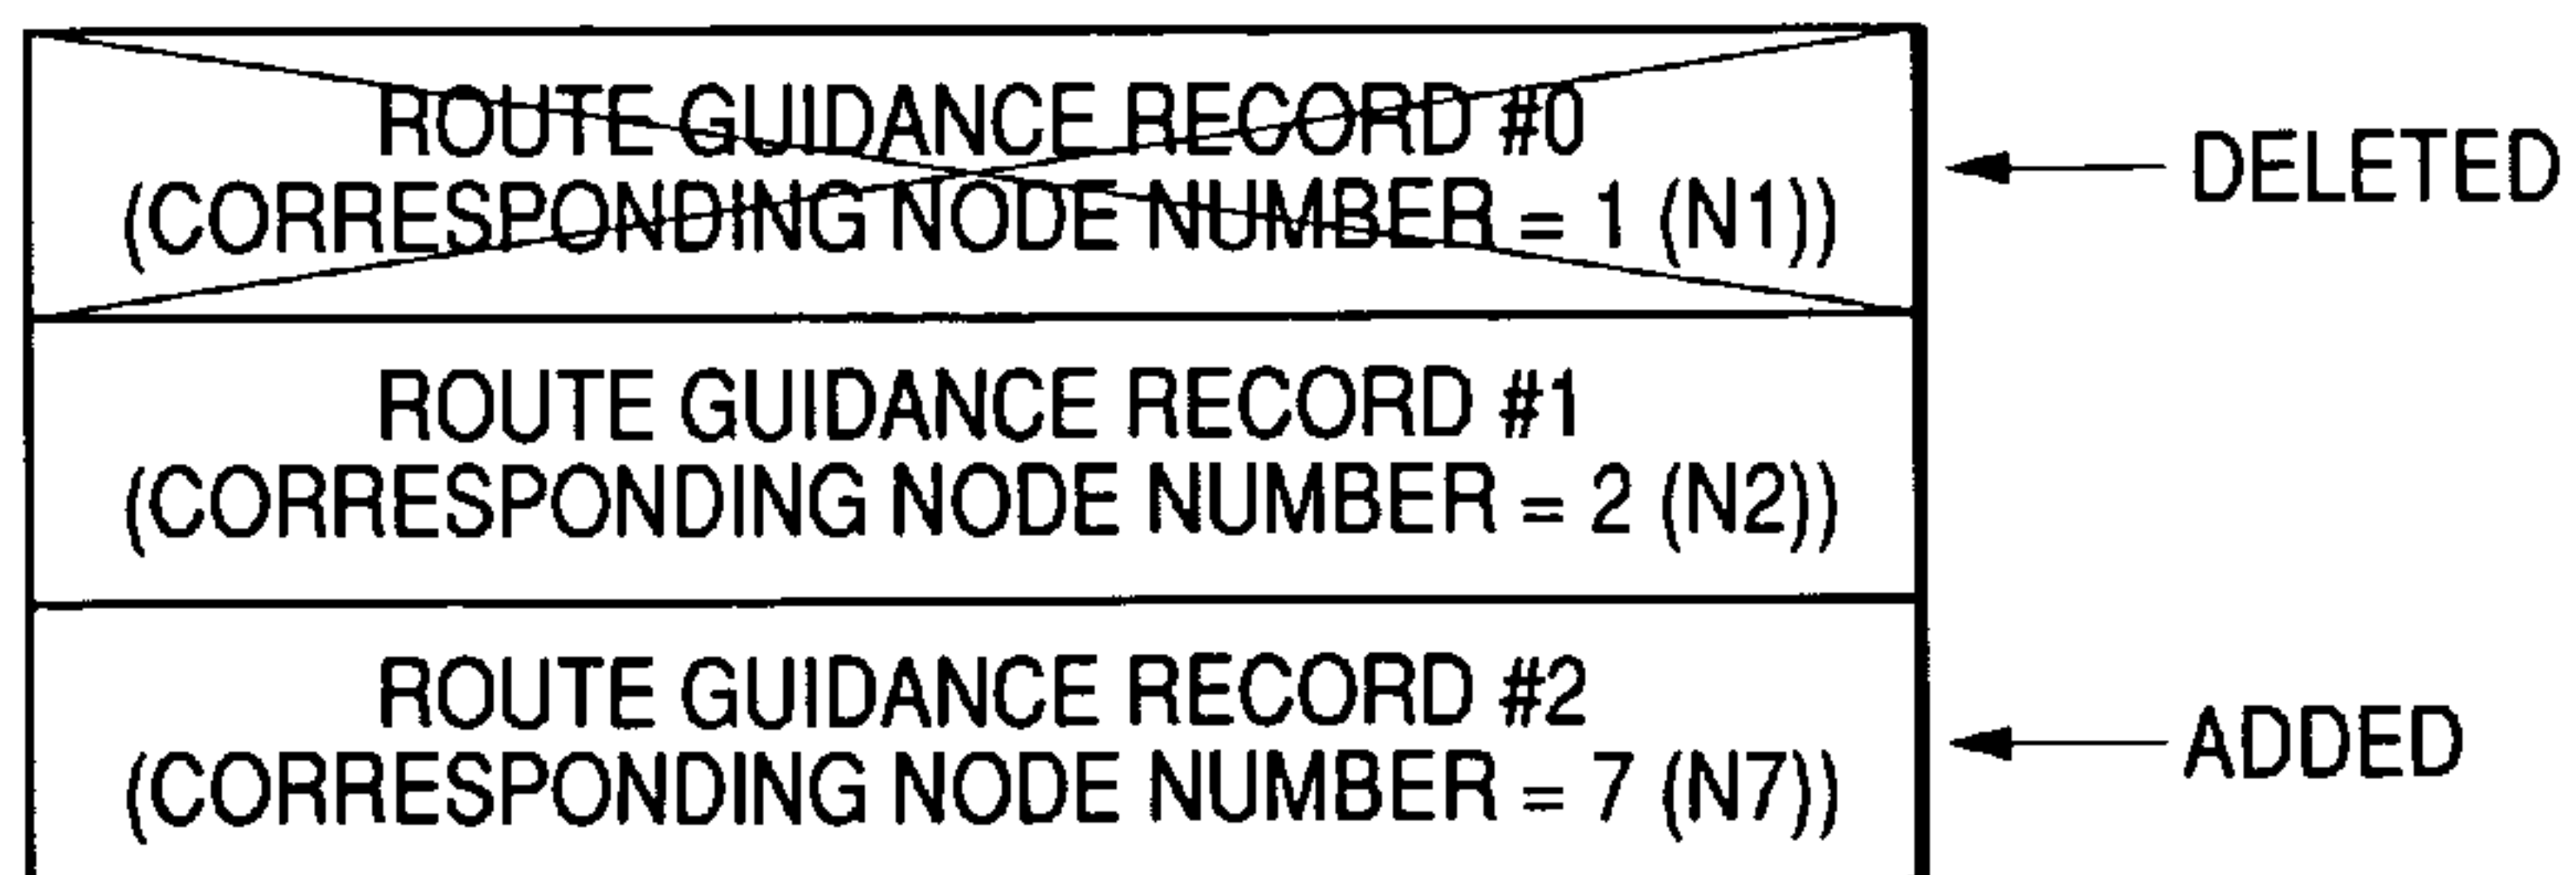 ROUTE GUIDANCE RECORD #0
(CORRESPONDING NODE NUMBER = 1 (N1))
DELETED
ROUTE GUIDANCE RECORD #1
(CORRESPONDING NODE NUMBER = 2 (N2))
ROUTE GUIDANCE RECORD #2
(CORRESPONDING NODE NUMBER = 7 (N7))
ADDED